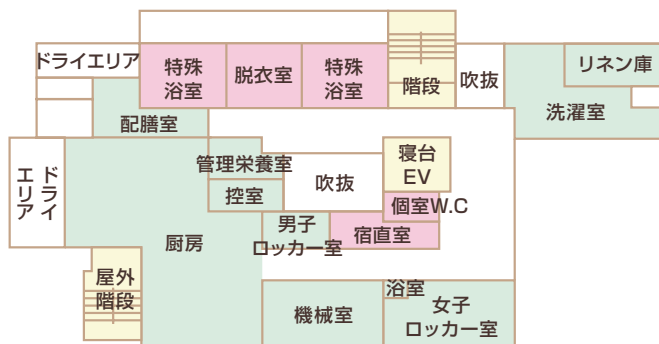 ドライエリア
特殊
浴室
脱衣室
特殊
浴室
階段
吹抜
リネン庫
洗濯室
配膳室
ドライ
エリア
管理栄養室
控室
吹抜
寝台
EV
個室W.C
男子
ロッカー室
宿直室
厨房
屋外
階段
機械室
浴室
女子
ロッカー室